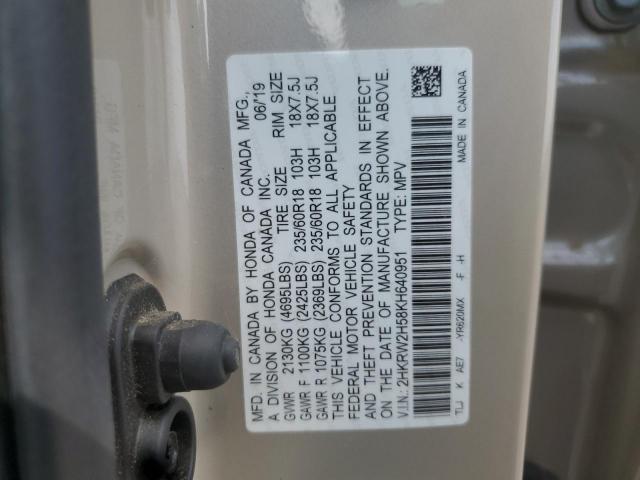 MFD. IN CANADA BY HONDA OF CANADA MFG.,
A DIVISION OF HONDA CANADA INC. 06/19
GVWR 2130KG (4695LBS) TIRE SIZE RIM SIZE
GAWR F 1100KG (2425LBS) 235/60R18 103H 18X7.5J
GAWR R 1075KG (2369LBS) 235/60R18 103H 18X7.5J
THIS VEHICLE CONFORMS TO ALL APPLICABLE
FEDERAL MOTOR VEHICLE SAFETY
AND THEFT PREVENTION STANDARDS IN EFFECT
ON THE DATE OF MANUFACTURE SHOWN ABOVE.
V.I.N.: 2HKRW2H58KH640951 TYPE: MPV
TLJ K AE7 -YR620MX -F -H
MADE IN CANADA